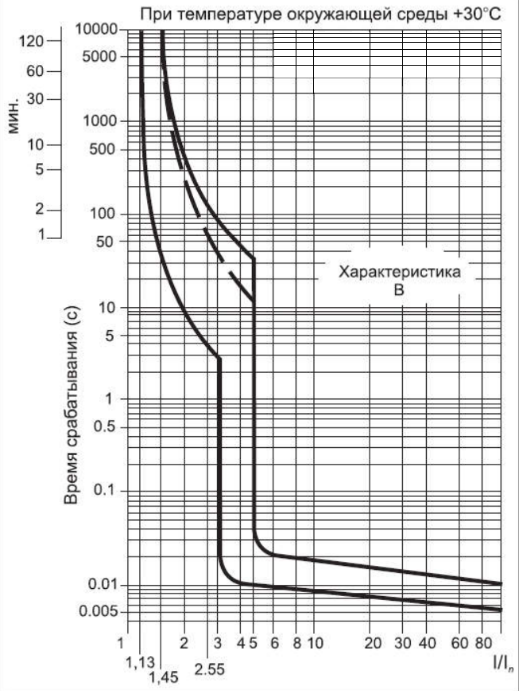 При температуре окружающей среды +30°С
мин.
120
60
30
10
5
2
1
Время срабатывания (с)
10000
5000
1000
500
100
50
10
5
1
0.5
0.1
0.01
0.005
Характеристика
В
1 2 3 4 5 6 8 10 20 30 40 60 80
1,13 1,45 2.55
I/Iₙ